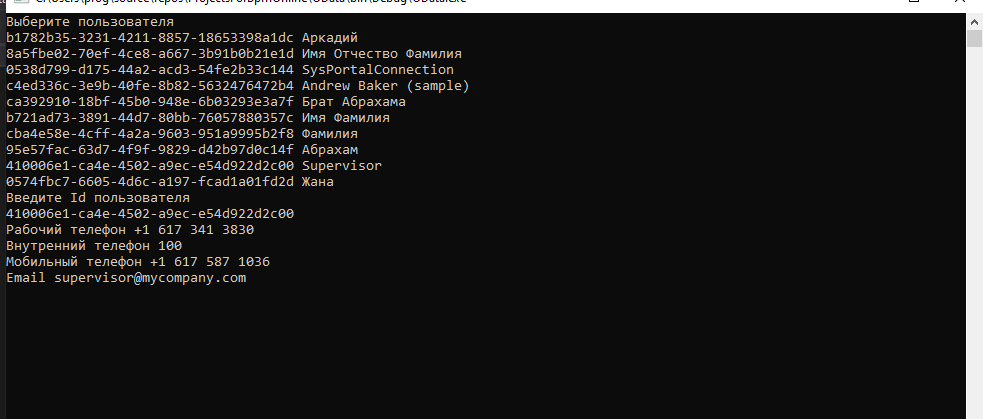 Выберите пользователя
b1782b35-3231-4211-8857-18653398a1dc Аркадий
8a5fbe02-70ef-4ce8-a667-3b91b0b21e1d Имя Отчество Фамилия
0538d799-d175-44a2-acd3-54fe2b33c144 SysPortalConnection
c4ed336c-3e9b-40fe-8b82-5632476472b4 Andrew Baker (sample)
ca392910-18bf-45b0-948e-6b03293e3a7f Брат Абрахама
b721ad73-3891-44d7-80bb-76057880357c Имя Фамилия
cba4e58e-4cff-4a2a-9603-951a9995b2f8 Фамилия
95e57fac-63d7-4f9f-9829-d42b97d0c14f Абрахам
410006e1-ca4e-4502-a9ec-e54d922d2c00 Supervisor
0574fbc7-6605-4d6c-a197-fcad1a01fd2d Жана
Введите Id пользователя
410006e1-ca4e-4502-a9ec-e54d922d2c00
Рабочий телефон +1 617 341 3830
Внутренний телефон 100
Мобильный телефон +1 617 587 1036
Email supervisor@mycompany.com